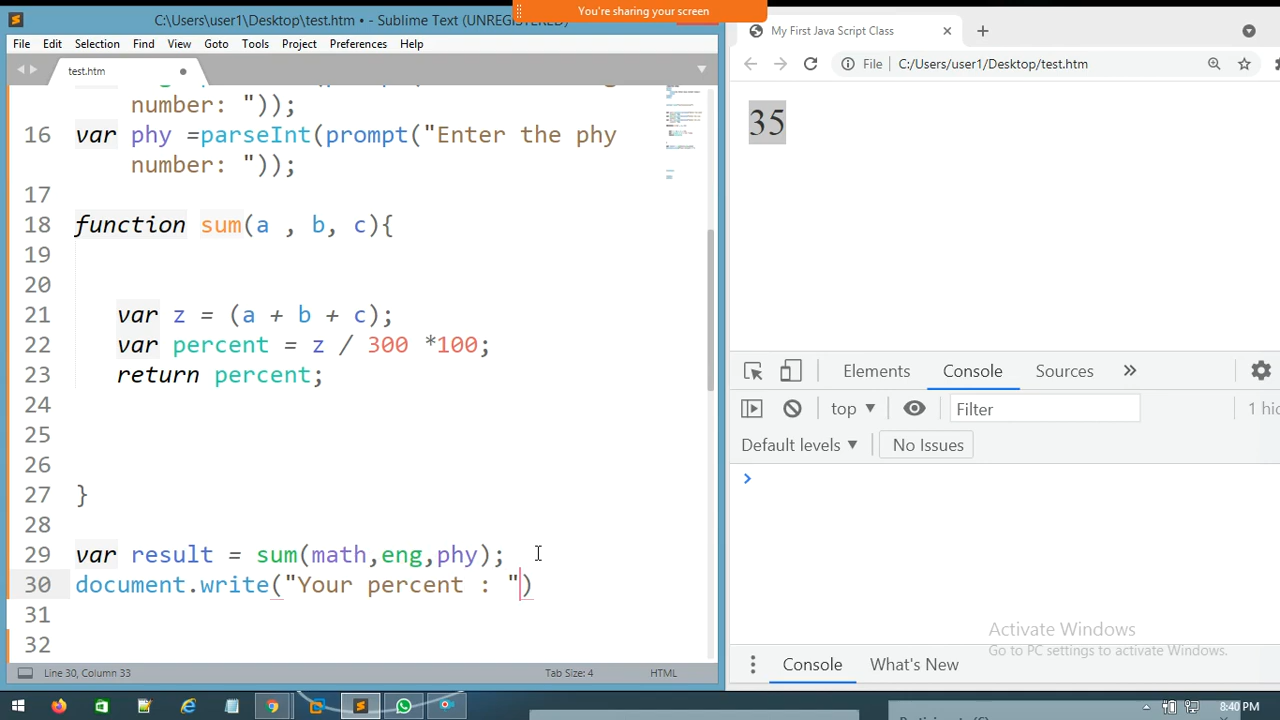 C:\Users\user1\Desktop\test.htm • - Sublime Text (UNREGISTERED)
You're sharing your screen
File Edit Selection Find View Goto Tools Project Preferences Help
test.htm
number: "));
16 var phy =parseInt(prompt("Enter the phy
number: "));
17
18 function sum(a , b, c){
19
20
21 var z = (a + b + c);
22 var percent = z / 300 *100;
23 return percent;
24
25
26
27 }
28
29 var result = sum(math,eng,phy);
30 document.write("Your percent : ")
31
32
Line 30, Column 33
Tab Size: 4
HTML
My First Java Script Class
File C:/Users/user1/Desktop/test.htm
35
Elements Console Sources
top
Filter
1 hid
Default levels
No Issues
Activate Windows
Go to PC settings to activate Windows.
Console What's New
8:40 PM